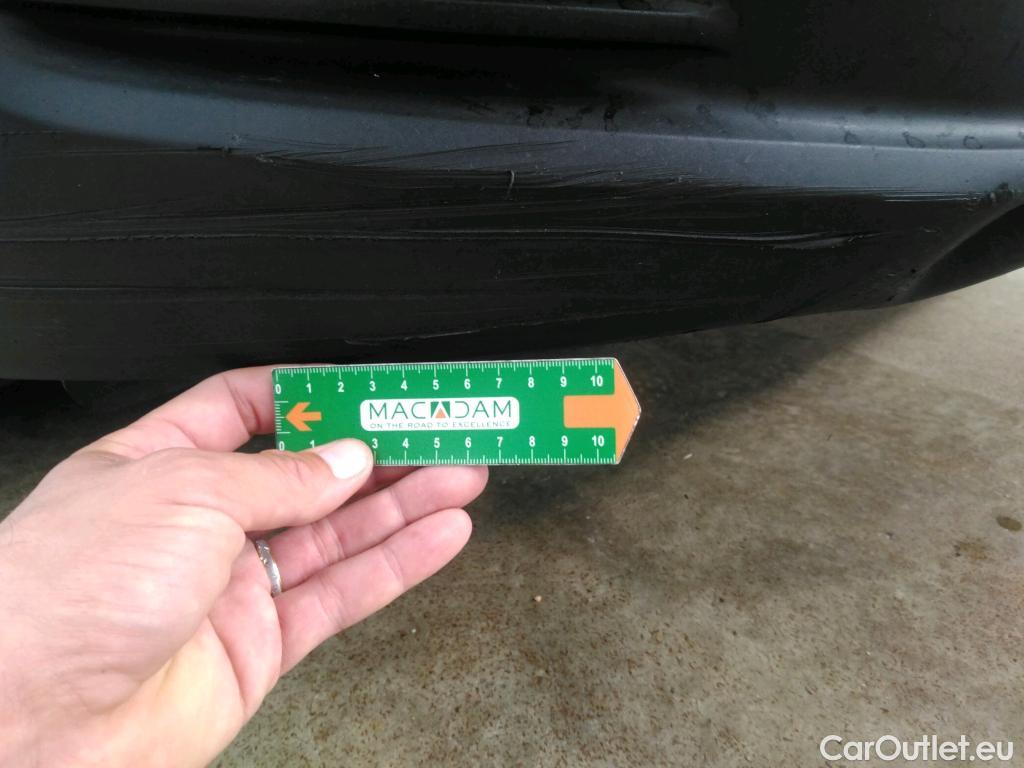 0 1 2 3 4 5 6 7 8 9 10
MACADAM
ON THE ROAD TO EXCELLENCE
0 1 3 4 5 6 7 8 9 10
CarOutlet.eu